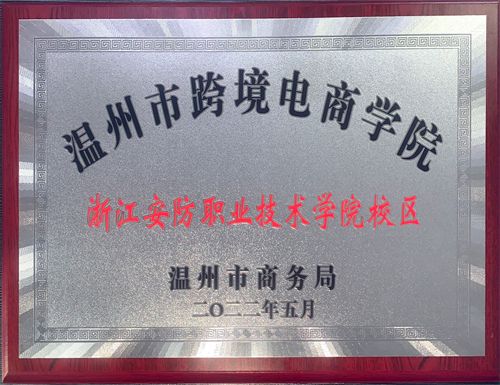 温州市跨境电商学院
浙江安防职业技术学院校区
温州市商务局
二〇二二年五月